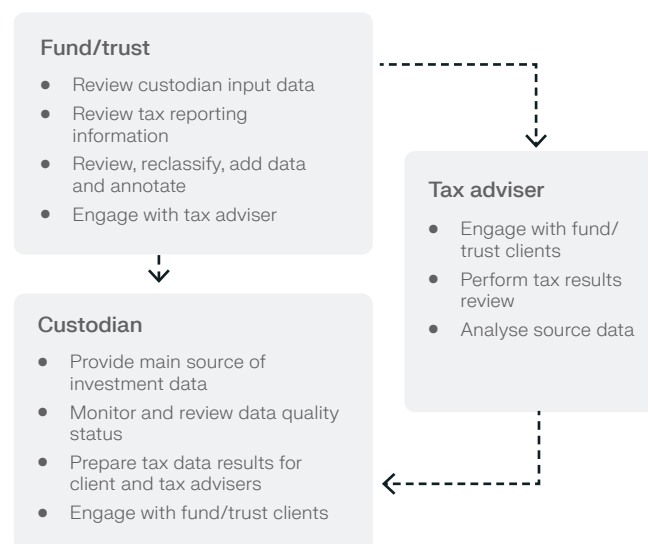 Fund/trust
● Review custodian input data
● Review tax reporting
information
● Review, reclassify, add data
and annotate
● Engage with tax adviser
Tax adviser
● Engage with fund/
trust clients
● Perform tax results
review
● Analyse source data
Custodian
● Provide main source of
investment data
● Monitor and review data quality
status
● Prepare tax data results for
client and tax advisers
● Engage with fund/trust clients